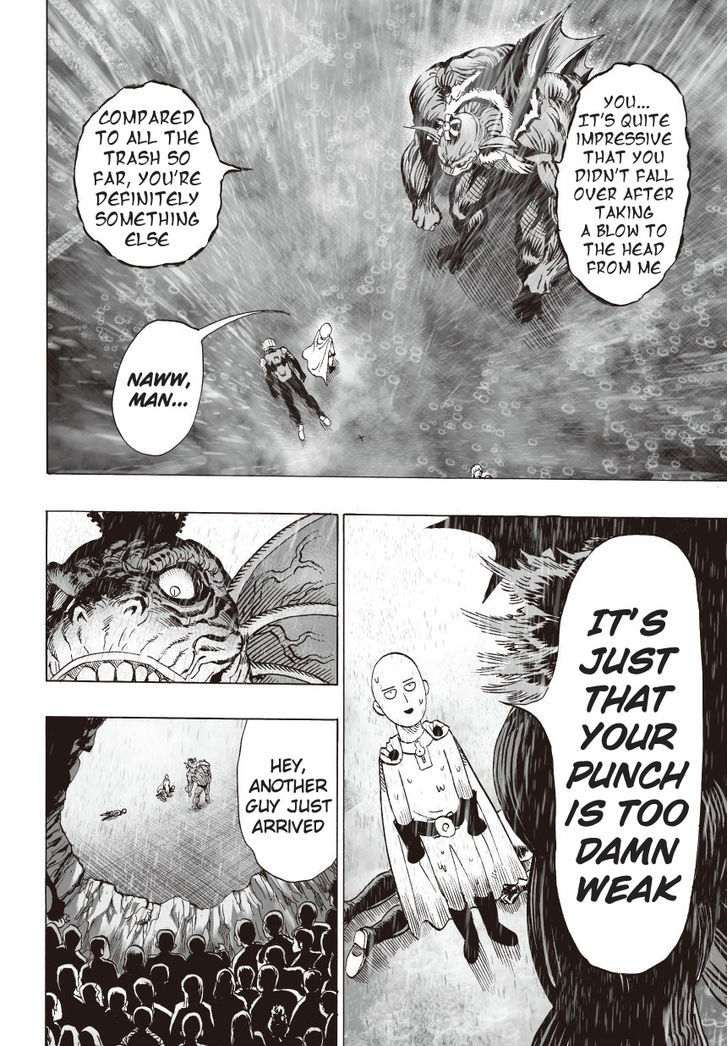 YOU...
IT'S QUITE
IMPRESSIVE
THAT YOU
DIDN'T FALL
OVER AFTER
TAKING
A BLOW TO
THE HEAD
FROM ME
COMPARED
TO ALL THE
TRASH SO
FAR, YOU'RE
DEFINITELY
SOMETHING
ELSE
NAWW,
MAN...
IT'S
JUST
THAT
YOUR
PUNCH
IS TOO
DAMN
WEAK
HEY,
ANOTHER
GUY JUST
ARRIVED